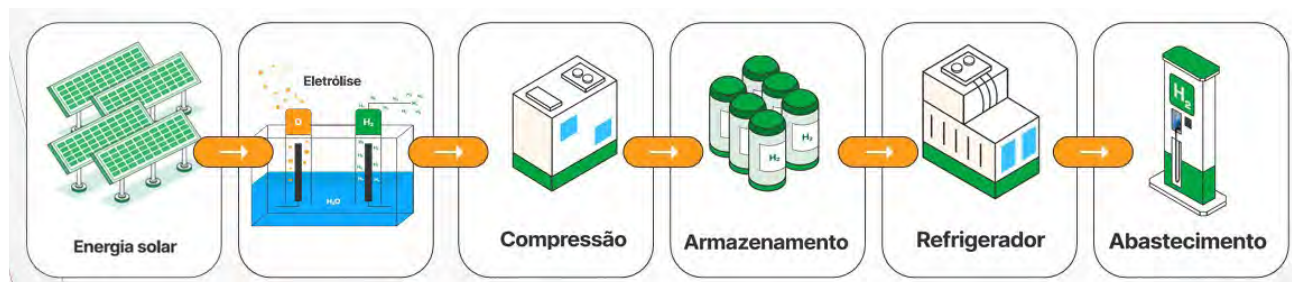 Energia solar
Eletrólise
O
H₂
H₂O
Compressão
H₂
H₂
Armazenamento
Refrigerador
H₂
Abastecimento